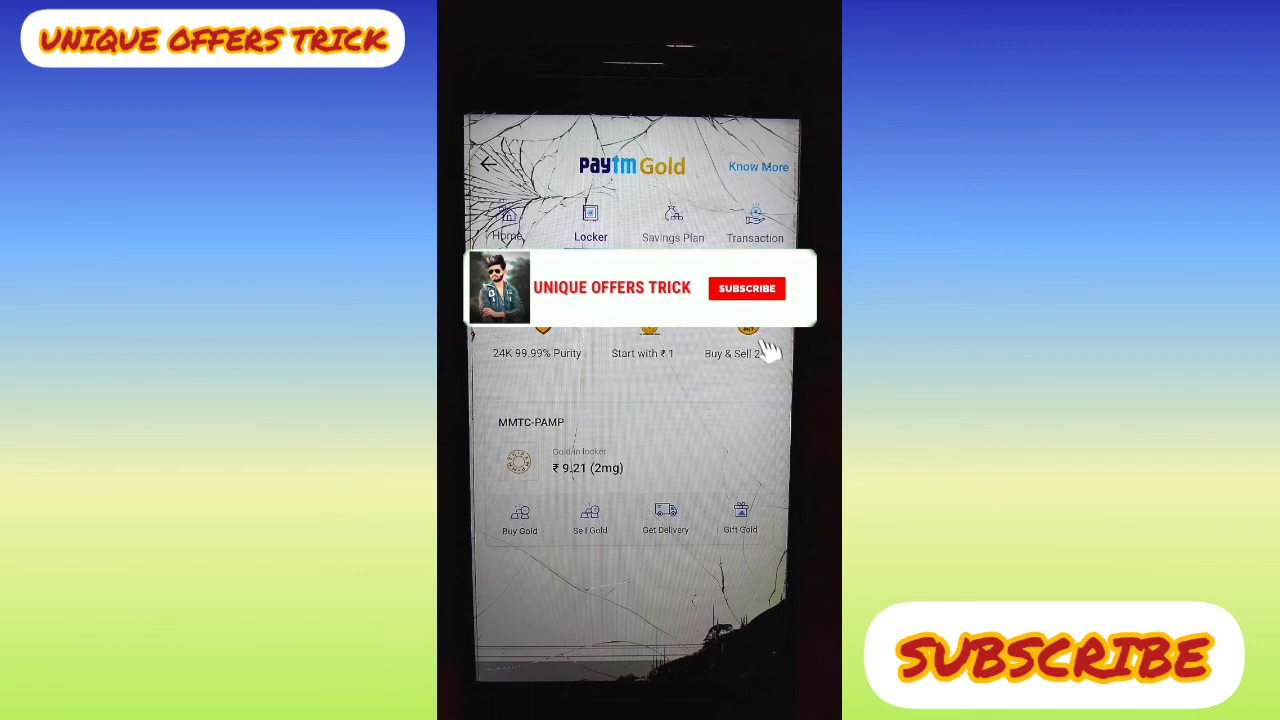 UNIQUE OFFERS TRICK
paytm Gold
Know More
Home
Locker
Savings Plan
Transaction
UNIQUE OFFERS TRICK
SUBSCRIBE
24K 99.99% Purity
Start with ₹ 1
Buy & Sell
MMTC-PAMP
Gold in locker
₹ 9.21 (2mg)
Buy Gold
Sell Gold
Get Delivery
Gift Gold
SUBSCRIBE